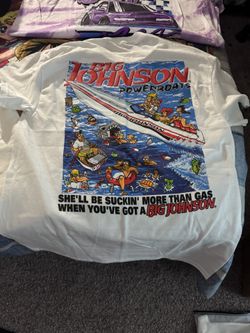 BIG
JOHNSON
POWERBOATS
SHE'LL BE SUCKIN' MORE THAN GAS
WHEN YOU'VE GOT A BIG JOHNSON.